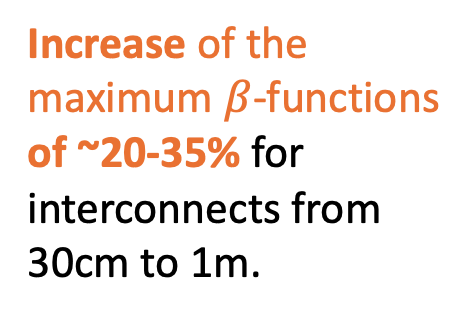 Increase of the
maximum β-functions
of ~20-35% for
interconnects from
30cm to 1m.